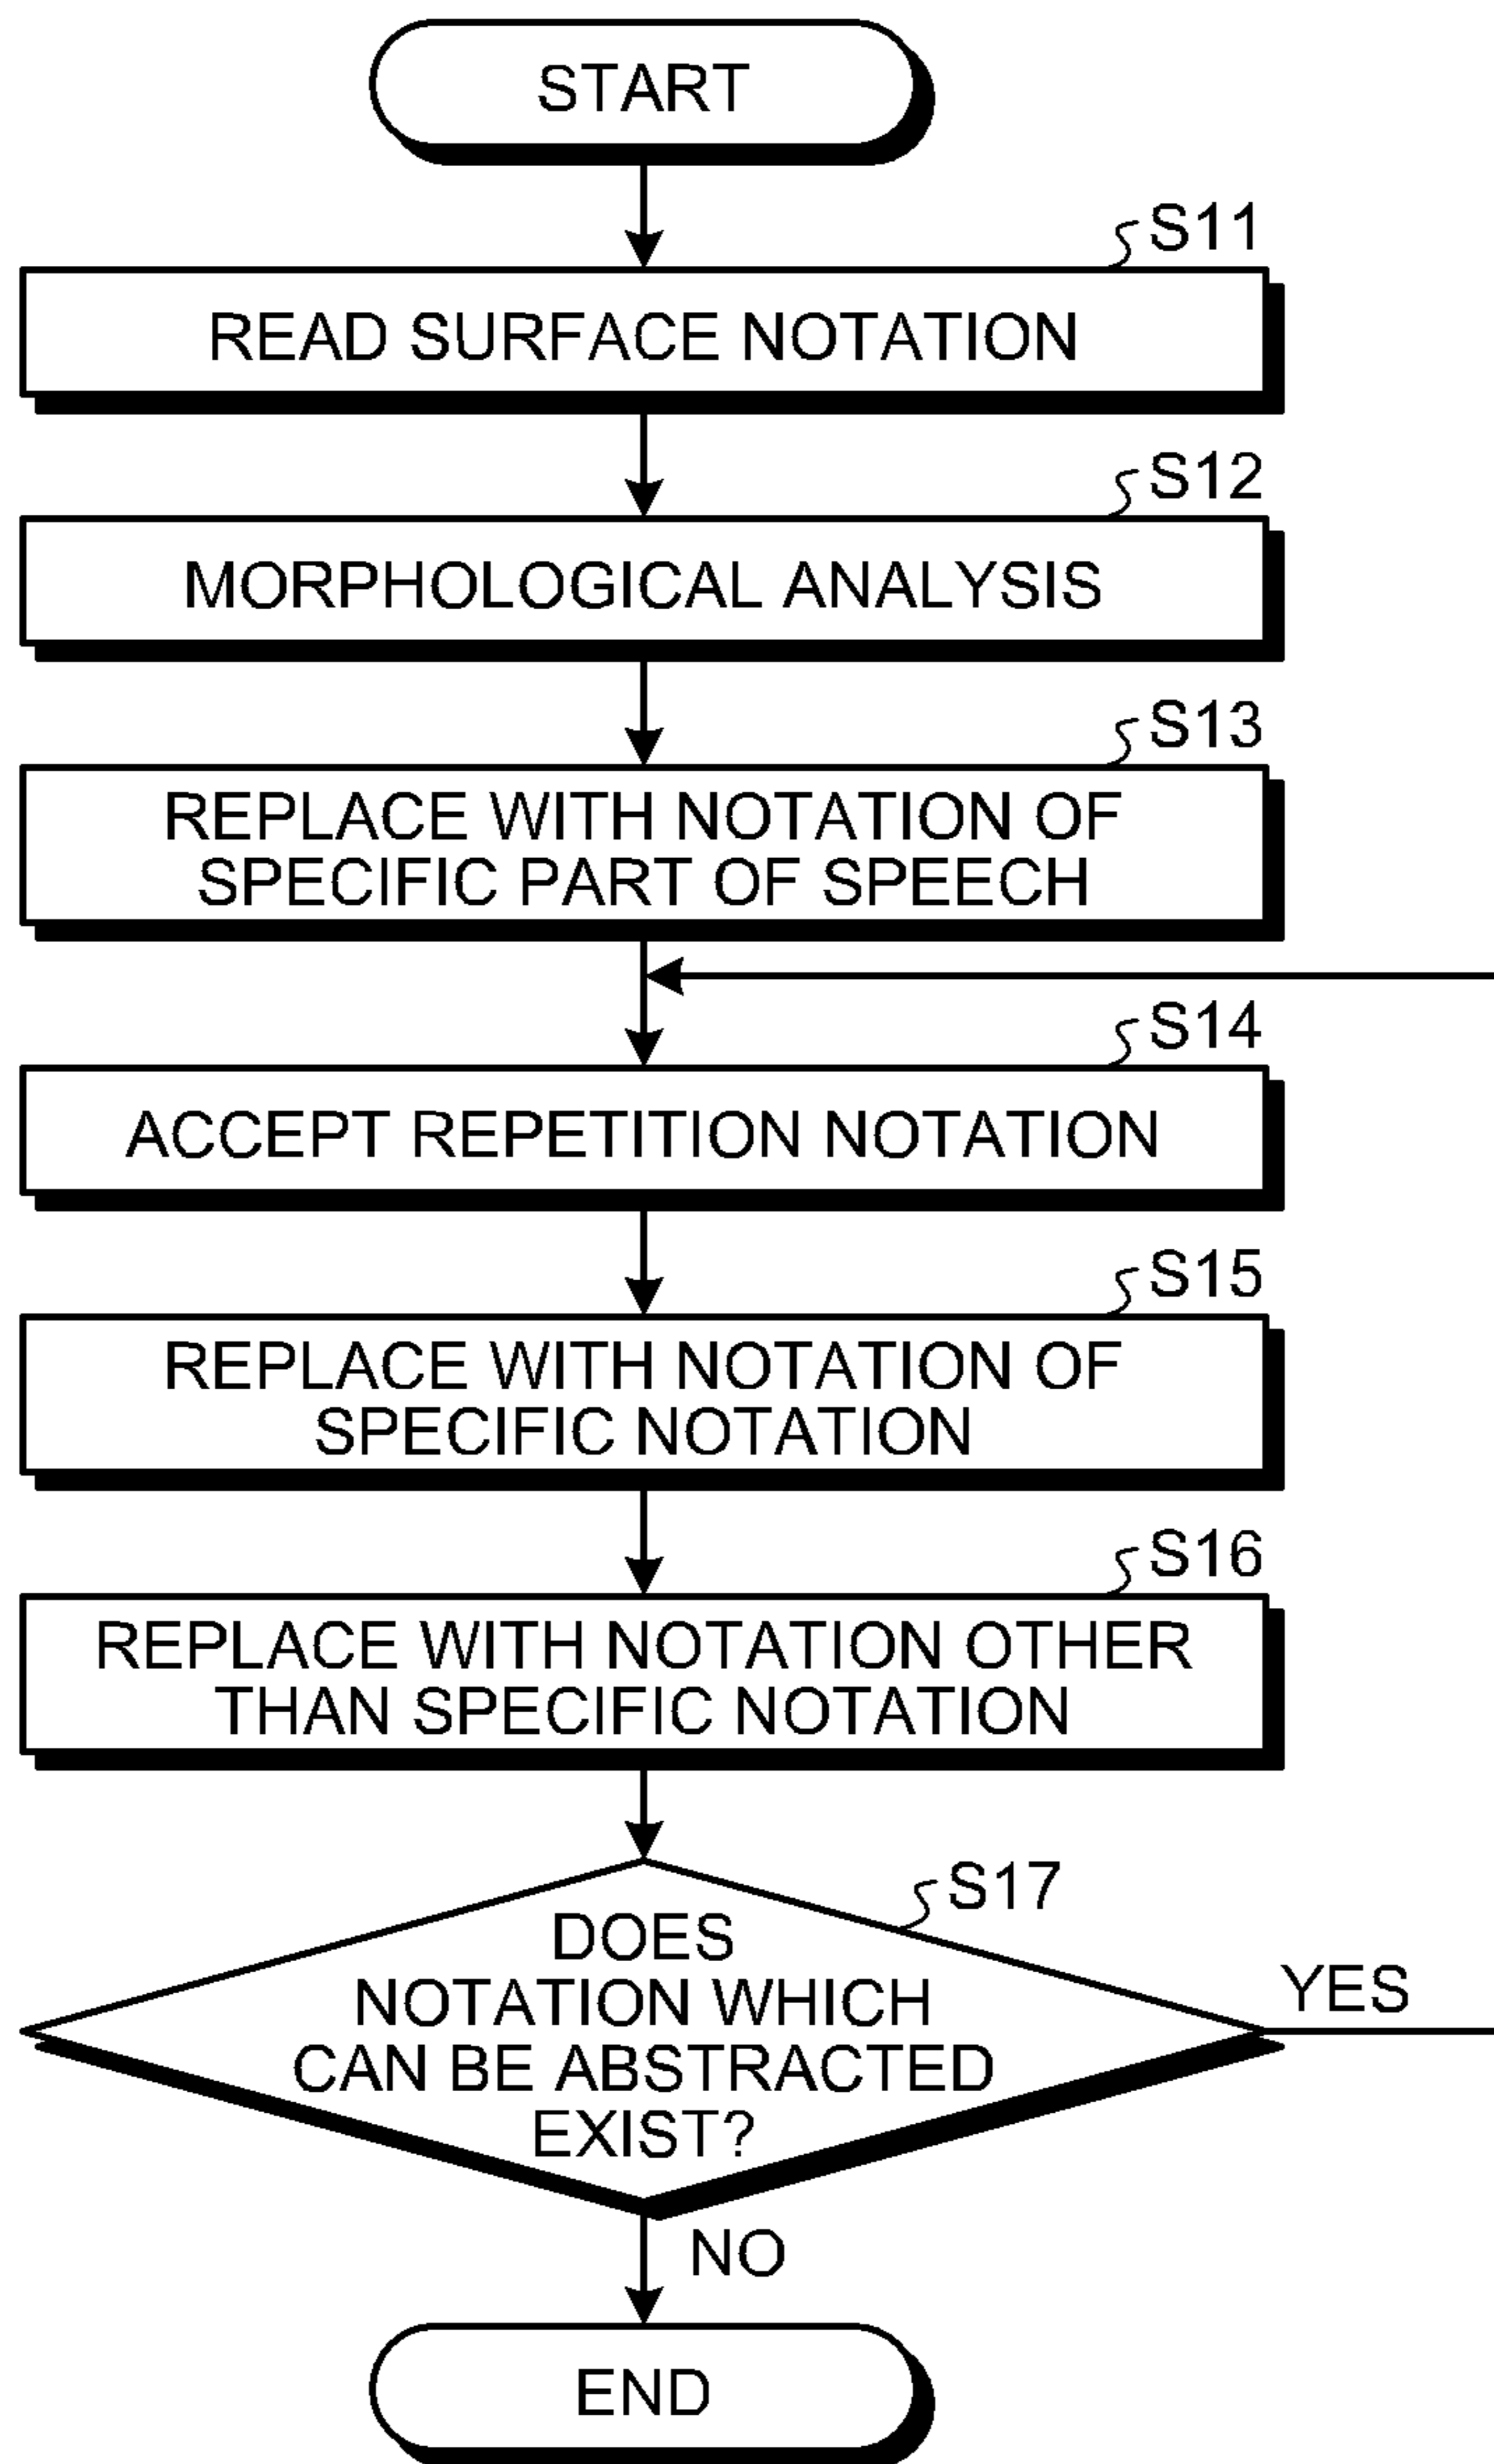 START
S11
READ SURFACE NOTATION
S12
MORPHOLOGICAL ANALYSIS
S13
REPLACE WITH NOTATION OF
SPECIFIC PART OF SPEECH
S14
ACCEPT REPETITION NOTATION
S15
REPLACE WITH NOTATION OF
SPECIFIC NOTATION
S16
REPLACE WITH NOTATION OTHER
THAN SPECIFIC NOTATION
S17
DOES
NOTATION WHICH
CAN BE ABSTRACTED
EXIST?
YES
NO
END